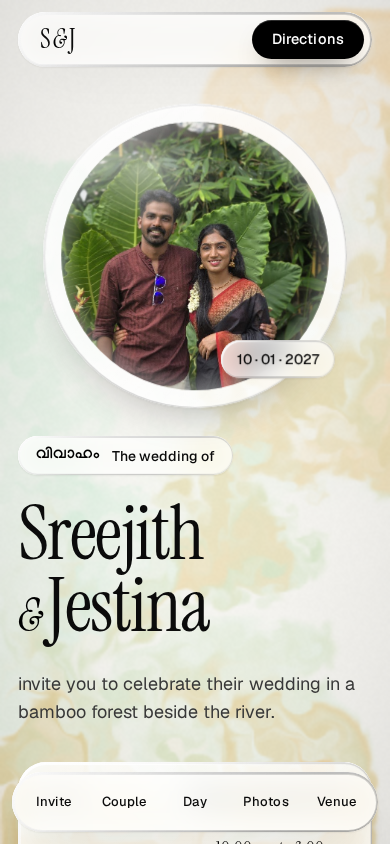 S&J
Directions
10·01·2027
വിവാഹം The wedding of
Sreejith
&Jestina
invite you to celebrate their wedding in a
bamboo forest beside the river.
Invite Couple Day Photos Venue